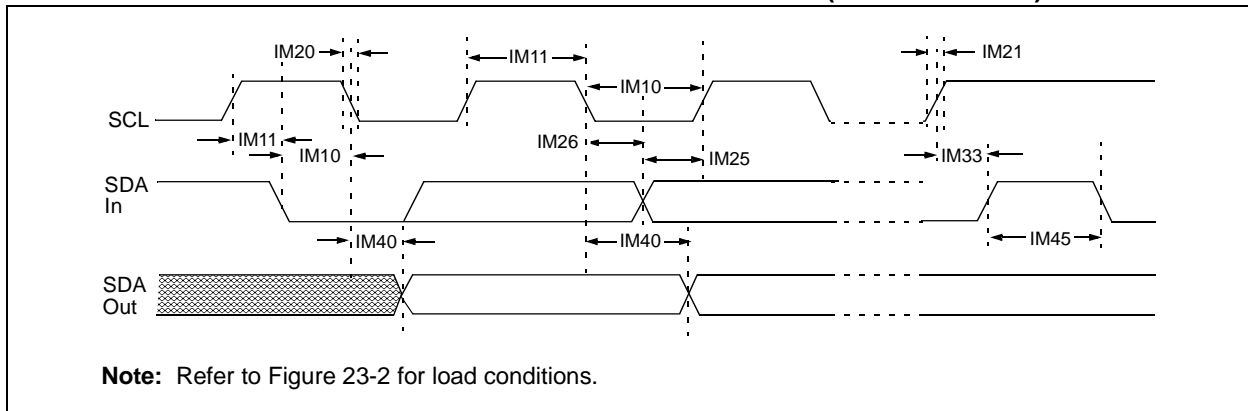 IM20
IM11
IM21
IM10
SCL
IM11
IM26
IM10
IM25
IM33
SDA
In
IM40
IM40
IM45
SDA
Out
Note: Refer to Figure 23-2 for load conditions.